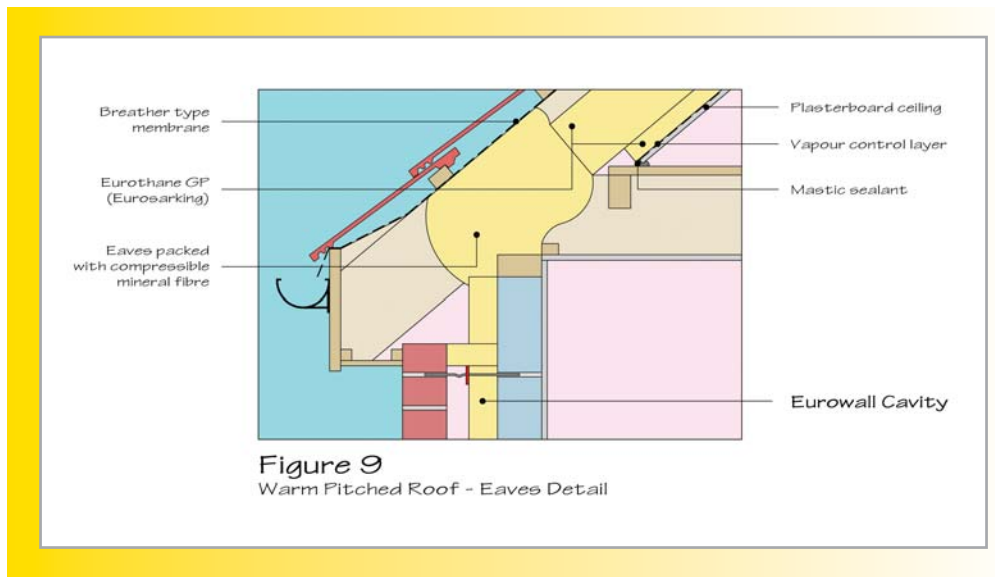 Breather type
membrane
Eurothane GP
(Eurosarking)
Eaves packed
with compressible
mineral fibre
Plasterboard ceiling
Vapour control layer
Mastic sealant
Eurowall Cavity
Figure 9
Warm Pitched Roof - Eaves Detail